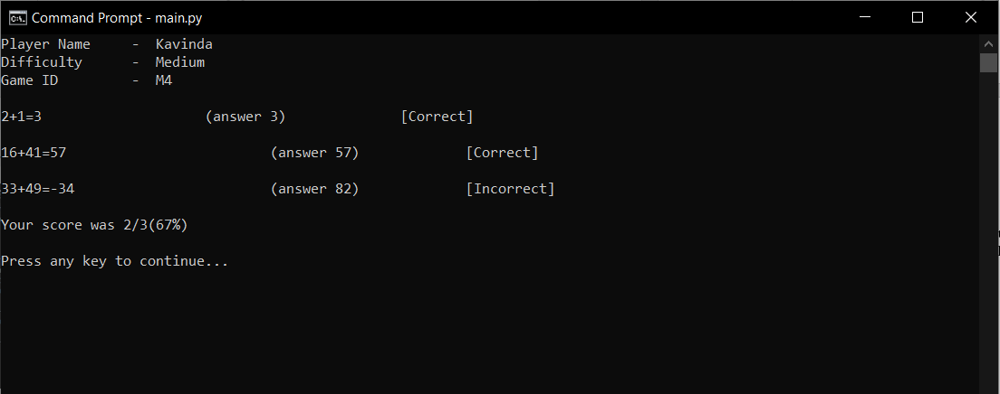 Command Prompt - main.py
Player Name     -  Kavinda
Difficulty      -  Medium
Game ID         -  M4
2+1=3                    (answer 3)              [Correct]
16+41=57                         (answer 57)             [Correct]
33+49=-34                        (answer 82)             [Incorrect]
Your score was 2/3(67%)
Press any key to continue...